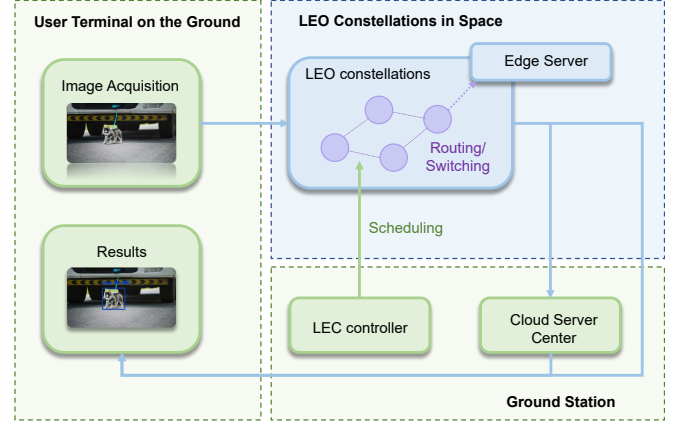 User Terminal on the Ground
Image Acquisition
Results
LEO Constellations in Space
LEO constellations
Edge Server
Routing/
Switching
Scheduling
LEC controller
Cloud Server
Center
Ground Station